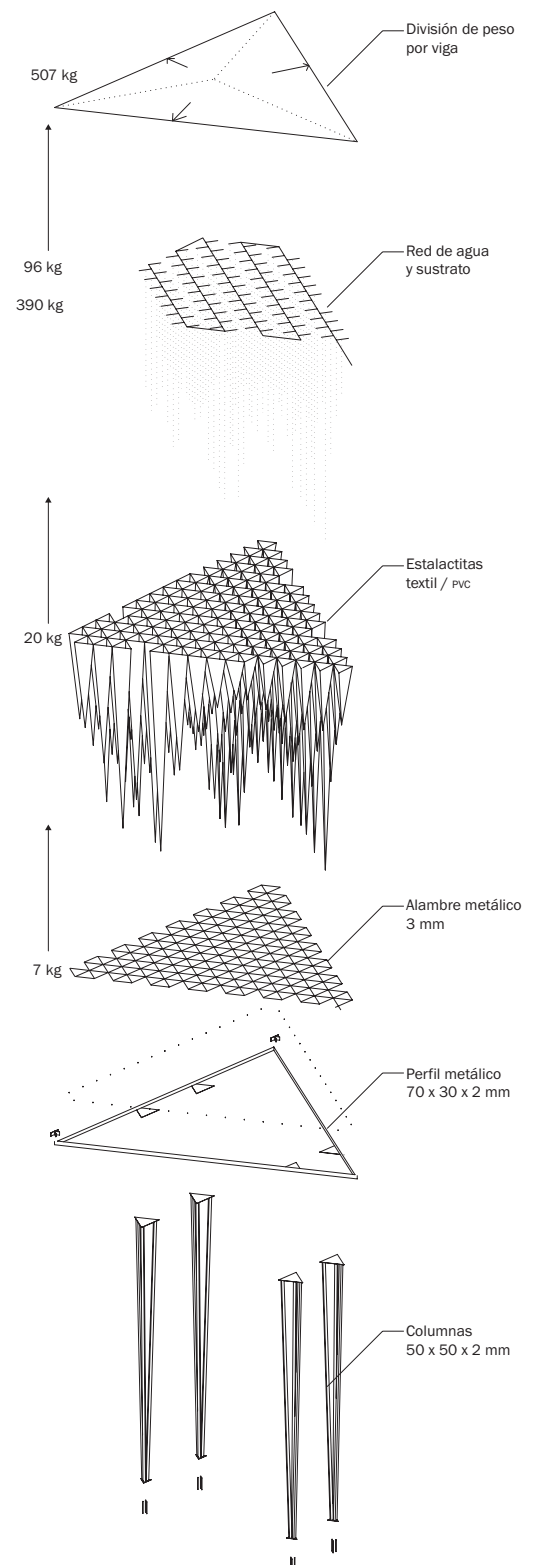 División de peso
por viga
507 kg
96 kg
390 kg
Red de agua
y sustrato
Estalactitas
textil / PVC
20 kg
Alambre metálico
3 mm
7 kg
Perfil metálico
70 x 30 x 2 mm
Columnas
50 x 50 x 2 mm